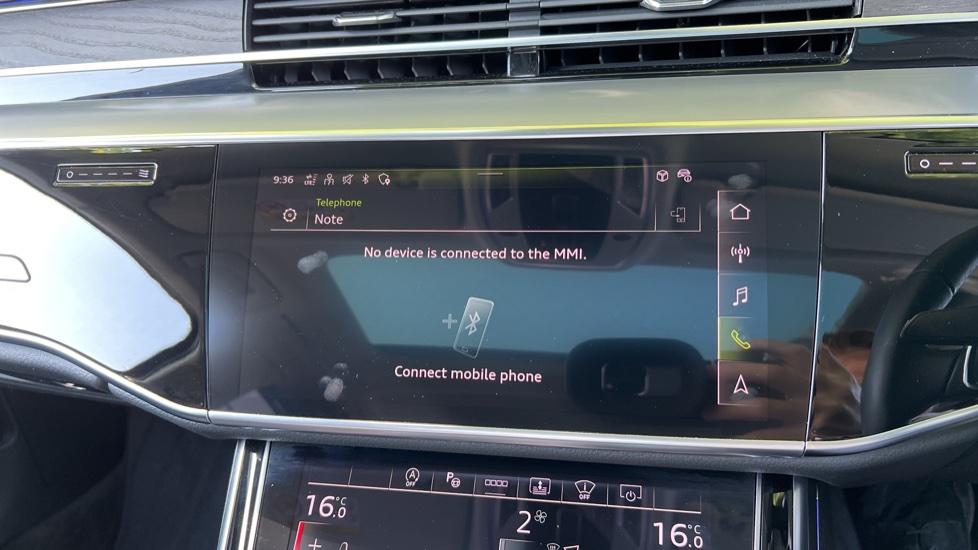 9:36
Telephone
Note
No device is connected to the MMI.
Connect mobile phone
A
OFF
P
OFF
16.0 °C
2
16.0 °C